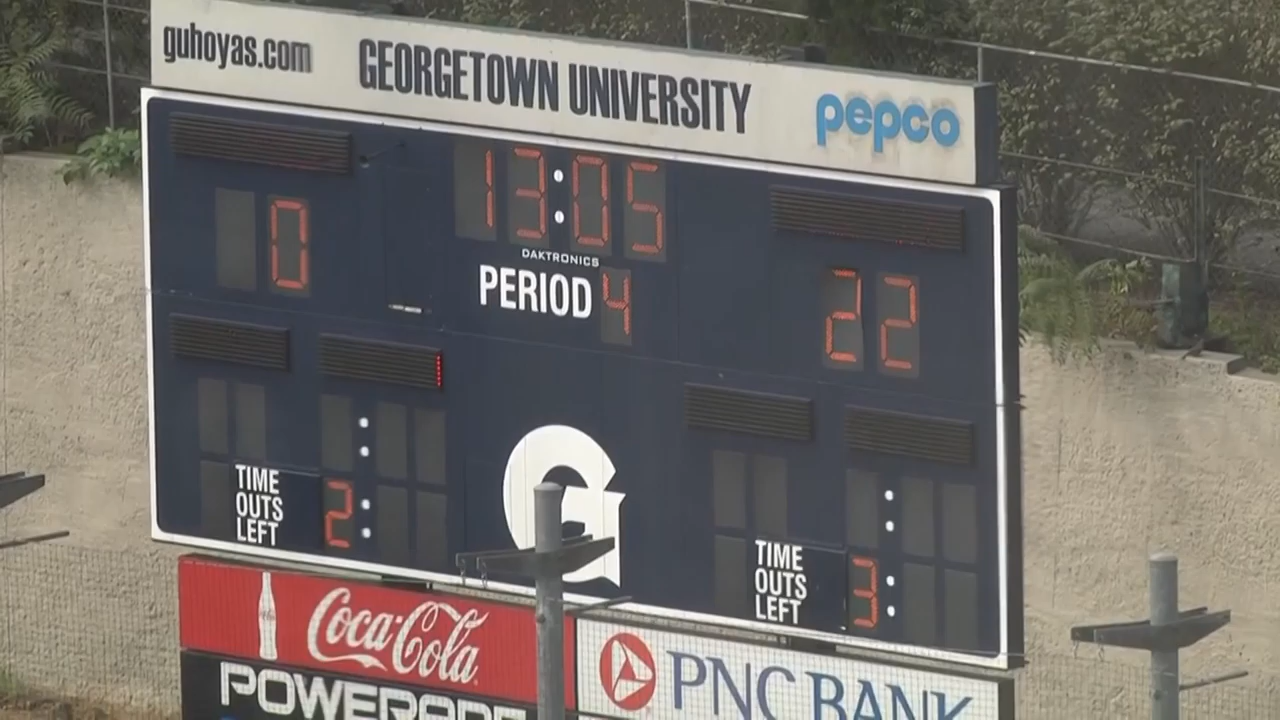 guhoyas.com GEORGETOWN UNIVERSITY pepco
13:05
DAKTRONICS
0 PERIOD 4 22
TIME OUTS LEFT 2:
G
TIME OUTS LEFT 3:
Coca-Cola
POWERADE
PNC BANK